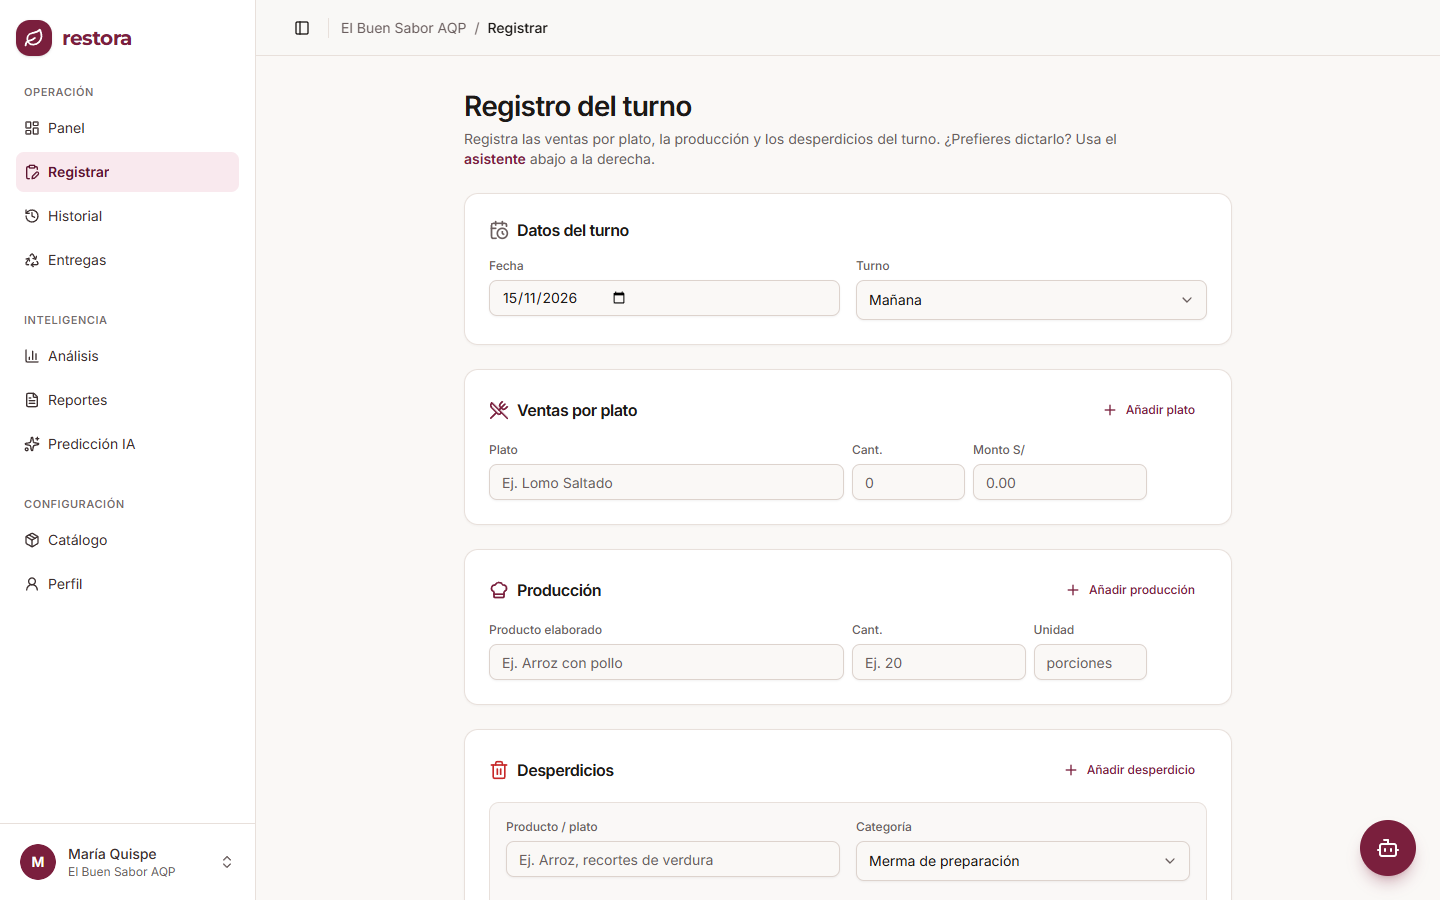 restora
OPERACIÓN
Panel
Registrar
Historial
Entregas
INTELIGENCIA
Análisis
Reportes
Predicción IA
CONFIGURACIÓN
Catálogo
Perfil
M
María Quispe
El Buen Sabor AQP
El Buen Sabor AQP / Registrar
Registro del turno
Registra las ventas por plato, la producción y los desperdicios del turno. ¿Prefieres dictarlo? Usa el
asistente abajo a la derecha.
Datos del turno
Fecha Turno
15/11/2026 Mañana
Ventas por plato + Añadir plato
Plato Cant. Monto S/
Ej. Lomo Saltado 0 0.00
Producción + Añadir producción
Producto elaborado Cant. Unidad
Ej. Arroz con pollo Ej. 20 porciones
Desperdicios + Añadir desperdicio
Producto / plato Categoría
Ej. Arroz, recortes de verdura Merma de preparación